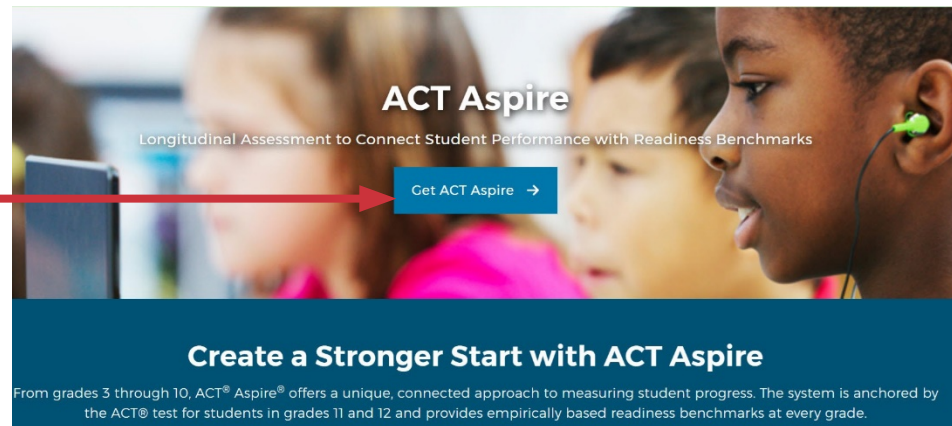 ACT Aspire
Longitudinal Assessment to Connect Student Performance with Readiness Benchmarks
Get ACT Aspire →
Create a Stronger Start with ACT Aspire
From grades 3 through 10, ACT® Aspire® offers a unique, connected approach to measuring student progress. The system is anchored by
the ACT® test for students in grades 11 and 12 and provides empirically based readiness benchmarks at every grade.